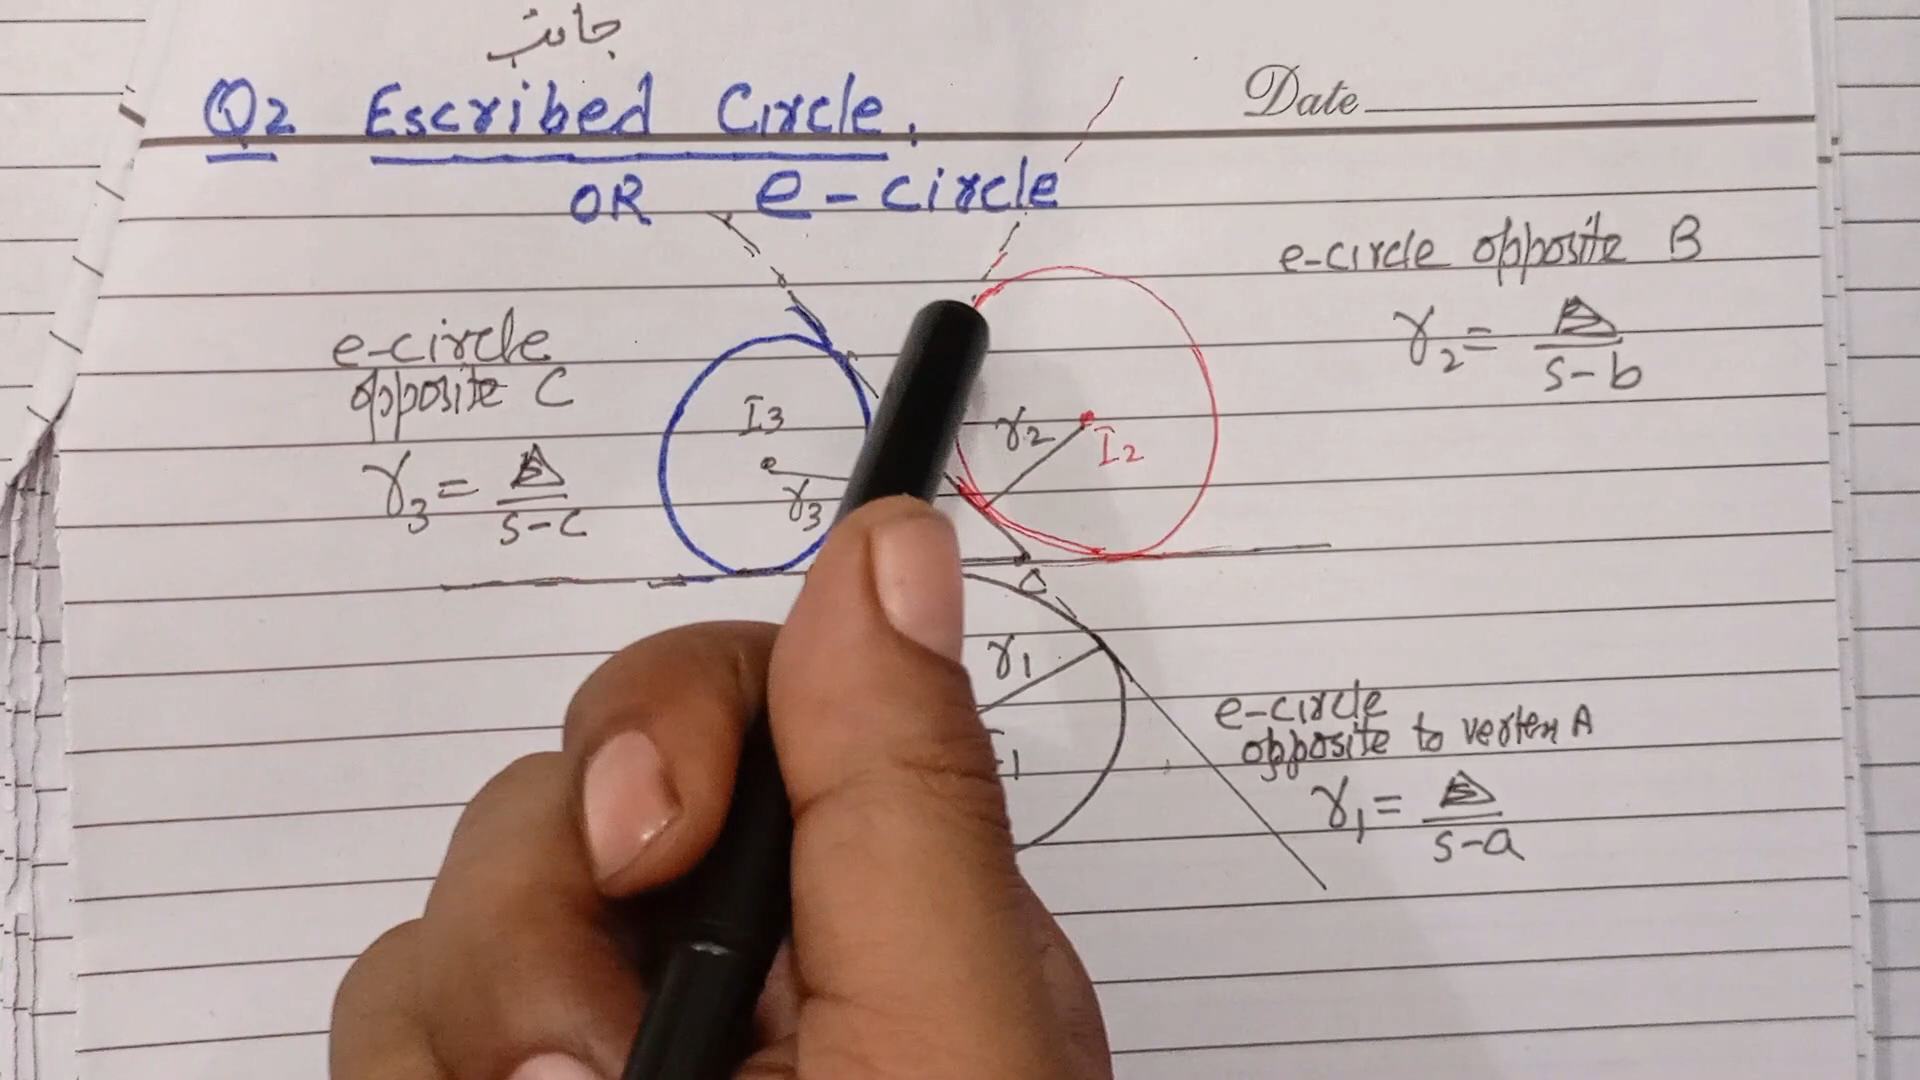 جانب
Q2 Escribed Circle.
Date
OR e-circle
e-circle opposite B
γ2 = Δ / s-b
e-circle
opposite C
γ3 = Δ / s-c
I3
γ3
γ2
I2
C
γ1
e-circle
opposite to vertex A
γ1 = Δ / s-a